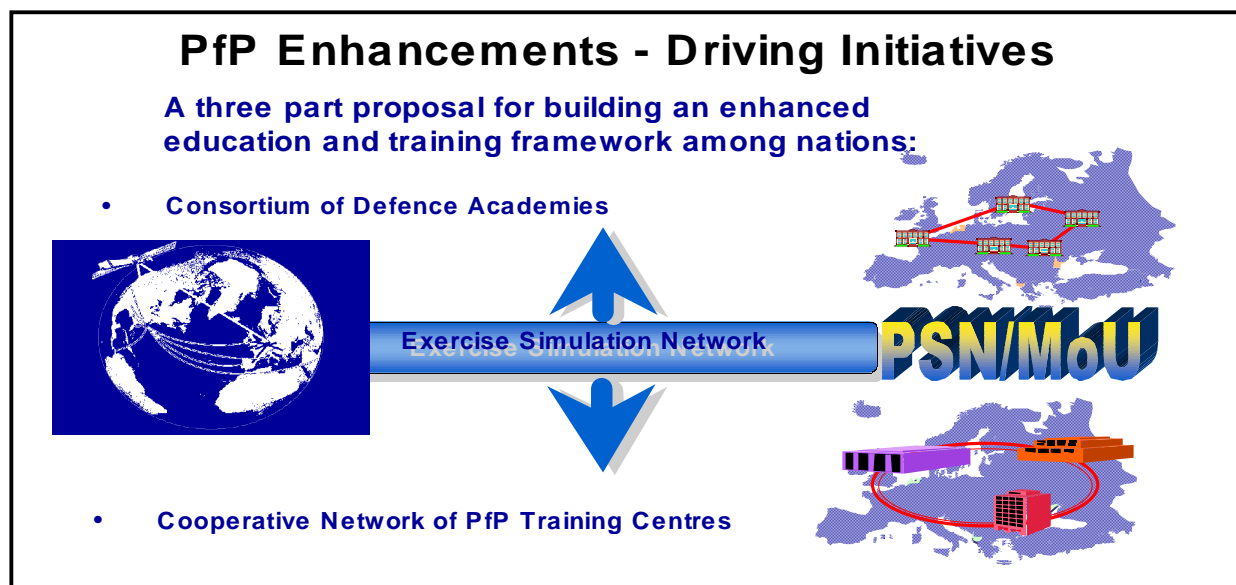 PfP Enhancements - Driving Initiatives
A three part proposal for building an enhanced
education and training framework among nations:
• Consortium of Defence Academies
Exercise Simulation Network
PSN/MoU
• Cooperative Network of PfP Training Centres